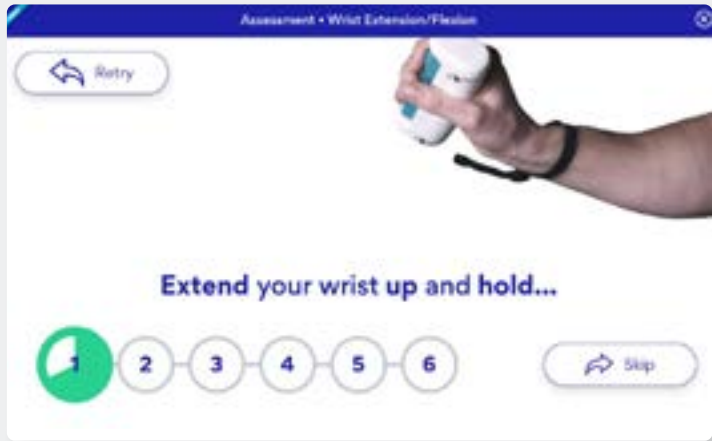 Assessment • Wrist Extension/Flexion
Retry
Extend your wrist up and hold...
1 2 3 4 5 6
Skip